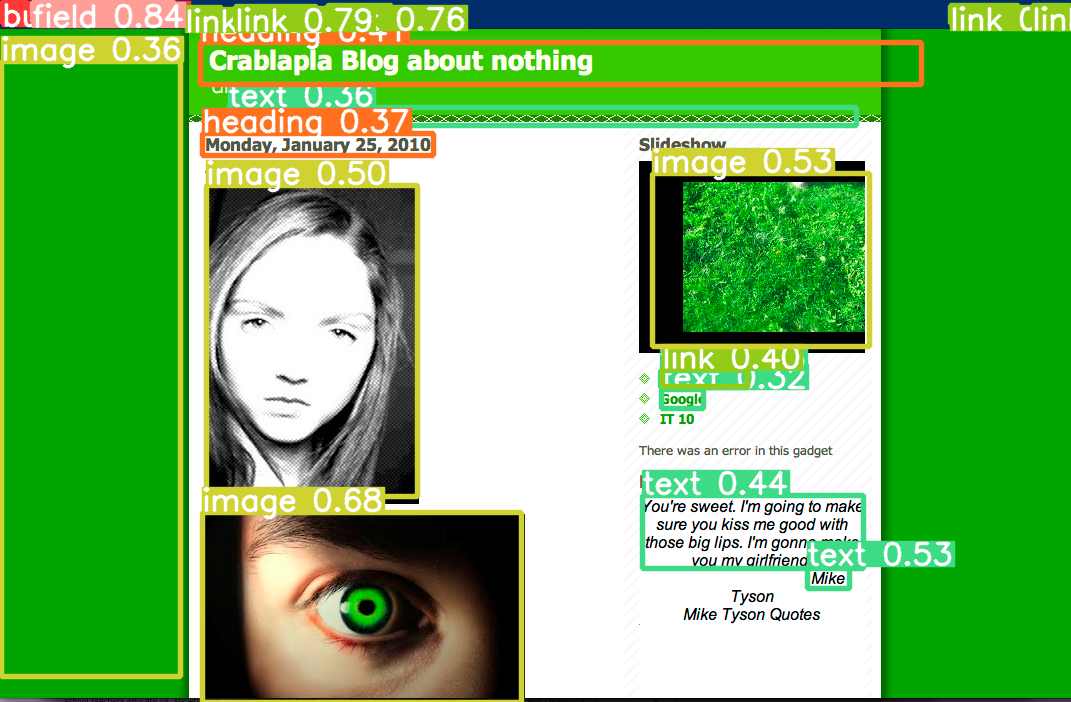 field 0.84
link
link 0.79
0.76
link
image 0.36
heading 0.41
Crablapla Blog about nothing
text 0.36
heading 0.37
Monday, January 25, 2010
Slideshow
image 0.50
image 0.53
link 0.40
text 0.32
Google
IT 10
There was an error in this gadget
text 0.44
You're sweet. I'm going to make
sure you kiss me good with
those big lips. I'm gonna make
you my girlfriend
text 0.53
Mike
Tyson
Mike Tyson Quotes
image 0.68